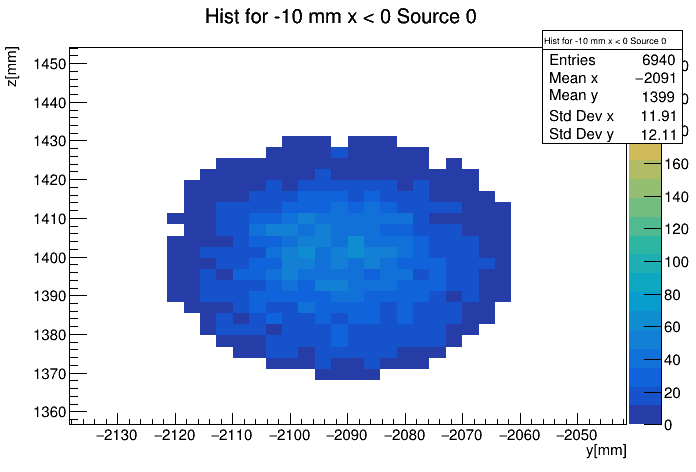 Hist for -10 mm x < 0 Source 0
z[mm]
Hist for -10 mm x < 0 Source 0
Entries 6940
Mean x −2091
Mean y 1399
Std Dev x 11.91
Std Dev y 12.11
1450
1440
1430
1420
1410
1400
1390
1380
1370
1360
0
0
160
140
120
100
80
60
40
20
0
−2130 −2120 −2110 −2100 −2090 −2080 −2070 −2060 −2050
y[mm]